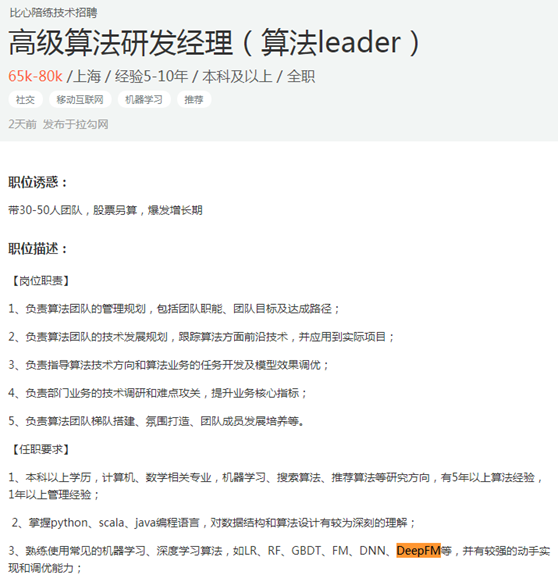 比心陪练技术招聘
高级算法研发经理（算法leader）
65k-80k /上海 / 经验5-10年 / 本科及以上 / 全职
社交 移动互联网 机器学习 推荐
2天前 发布于拉勾网
职位诱惑：
带30-50人团队，股票另算，爆发增长期
职位描述：
【岗位职责】
1、负责算法团队的管理规划，包括团队职能、团队目标及达成路径；
2、负责算法团队的技术发展规划，跟踪算法方面前沿技术，并应用到实际项目；
3、负责指导算法技术方向和算法业务的任务开发及模型效果调优；
4、负责部门业务的技术调研和难点攻关，提升业务核心指标；
5、负责算法团队梯队搭建、氛围打造、团队成员发展培养等。
【任职要求】
1、本科以上学历，计算机、数学相关专业，机器学习、搜索算法、推荐算法等研究方向，有5年以上算法经验，
1年以上管理经验；
2、掌握python、scala、java编程语言，对数据结构和算法设计有较为深刻的理解；
3、熟练使用常见的机器学习、深度学习算法，如LR、RF、GBDT、FM、DNN、DeepFM等，并有较强的动手实
现和调优能力；